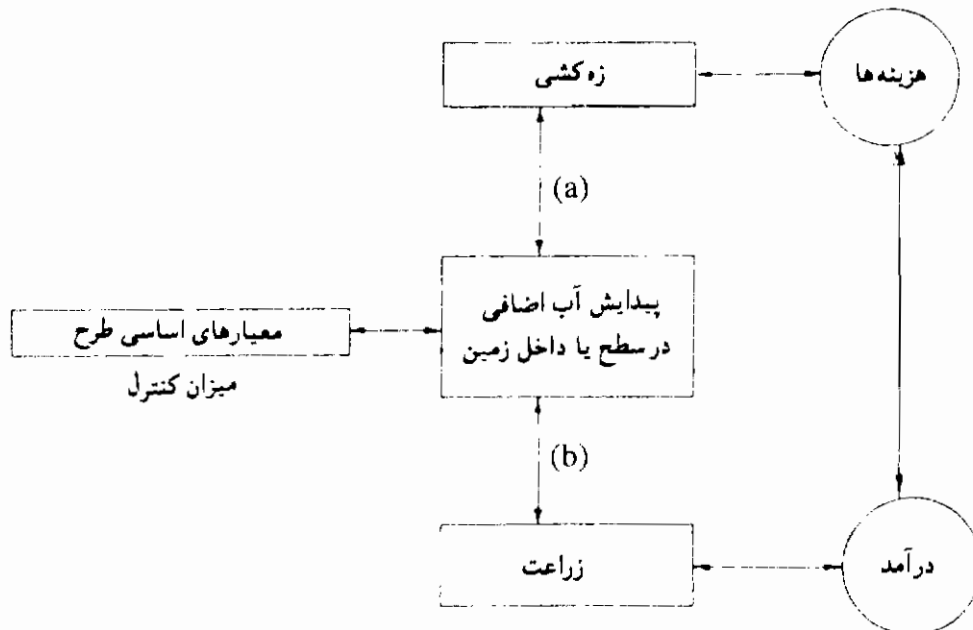 زه‌کشی
هزینه‌ها
(a)
پیدایش آب اضافی
در سطح یا داخل زمین
معیارهای اساسی طرح
میزان کنترل
(b)
زراعت
درآمد